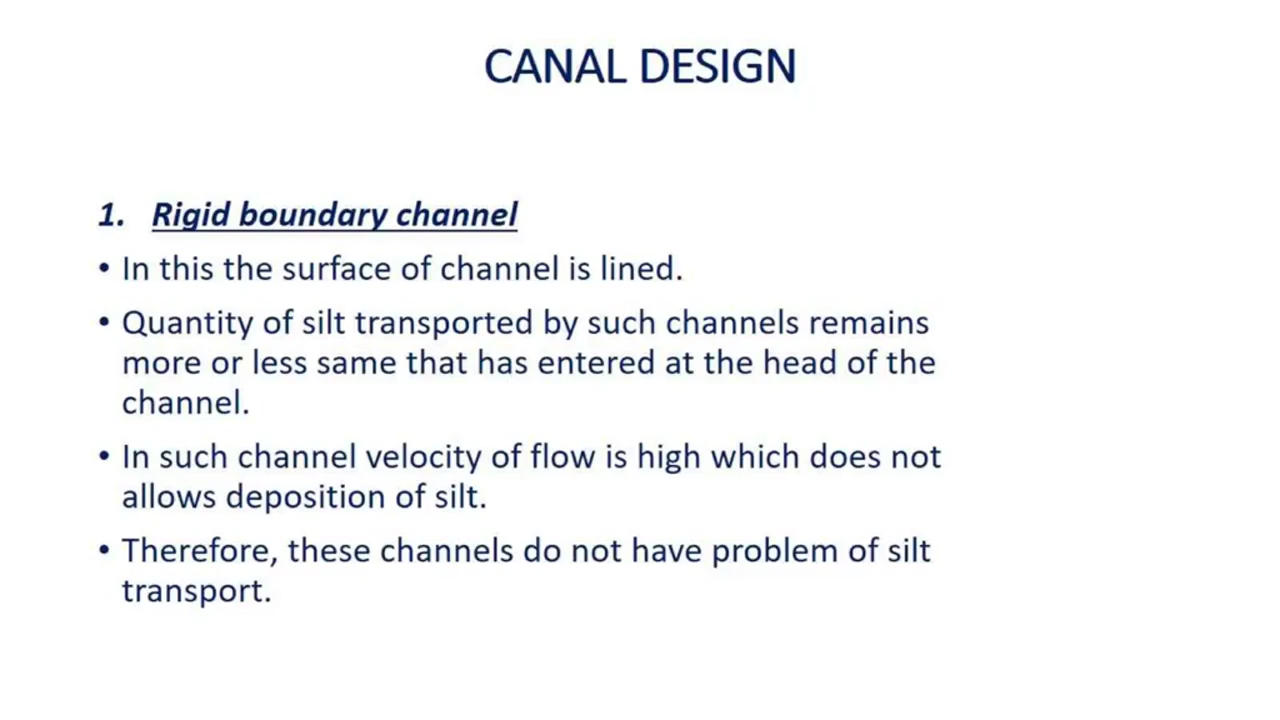 CANAL DESIGN
1. Rigid boundary channel
• In this the surface of channel is lined.
• Quantity of silt transported by such channels remains
more or less same that has entered at the head of the
channel.
• In such channel velocity of flow is high which does not
allows deposition of silt.
• Therefore, these channels do not have problem of silt
transport.